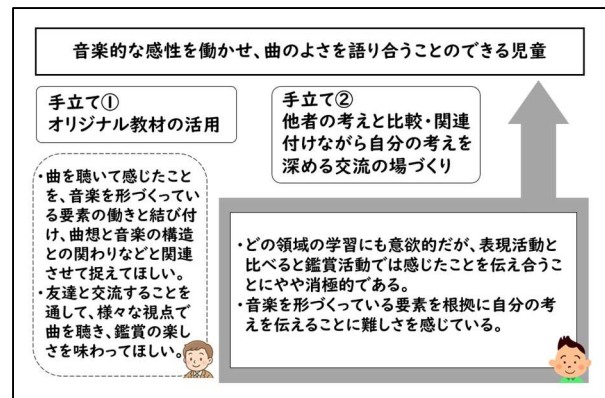 音楽的な感性を働かせ、曲のよさを語り合うことのできる児童
手立て①
オリジナル教材の活用
手立て②
他者の考えと比較・関連
付けながら自分の考えを
深める交流の場づくり
・曲を聴いて感じたこと
を、音楽を形づくってい
る要素の働きと結び付
け、曲想と音楽の構造
との関わりなどと関連
させて捉えてほしい。
・友達と交流することを
通して、様々な視点で
曲を聴き、鑑賞の楽し
さを味わってほしい。
・どの領域の学習にも意欲的だが、表現活動と
比べると鑑賞活動では感じたことを伝え合うこ
とにやや消極的である。
・音楽を形づくっている要素を根拠に自分の考
えを伝えることに難しさを感じている。